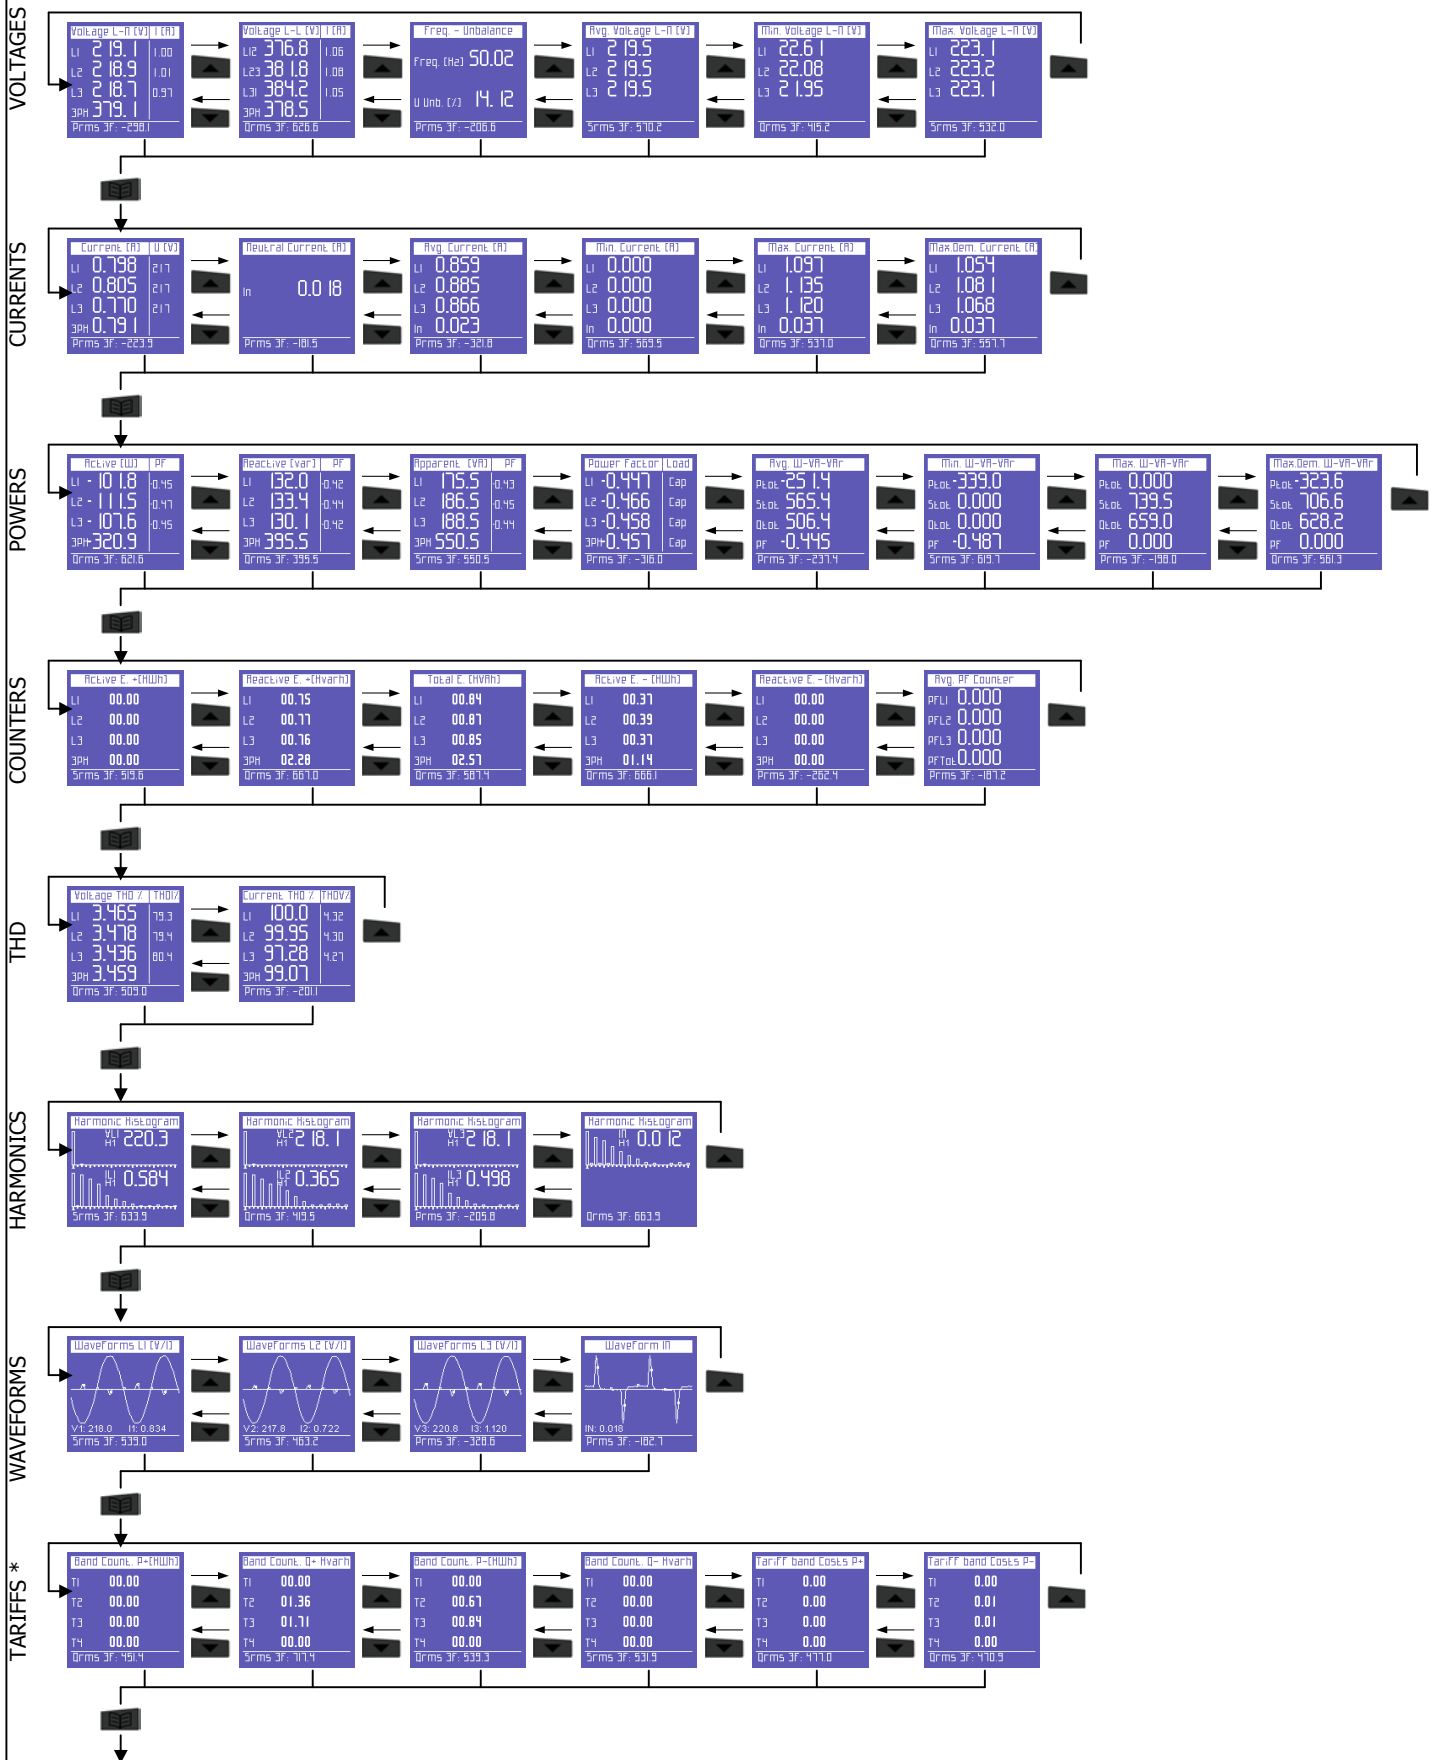 VOLTAGES
Voltage L-N [V] I [A]
L1 219.1 1.00
L2 218.9 1.01
L3 218.7 0.97
3PH 379.1
Prms 3F: -298.1
Voltage L-L [V] I [A]
L12 376.8 1.06
L23 381.8 1.08
L31 384.2 1.05
3PH 378.5
Qrms 3F: 626.6
Freq. - Unbalance
Freq. [Hz] 50.02
U Unb. [%] 14.12
Prms 3F: -206.6
Avg. Voltage L-N [V]
L1 219.5
L2 219.5
L3 219.5
Srms 3F: 570.2
Min. Voltage L-N [V]
L1 22.61
L2 22.08
L3 21.95
Qrms 3F: 415.2
Max. Voltage L-N [V]
L1 223.1
L2 223.2
L3 223.1
Srms 3F: 532.0
CURRENTS
Current [A] U [V]
L1 0.798 217
L2 0.805 217
L3 0.770 217
3PH 0.791
Prms 3F: -223.9
Neutral Current [A]
In 0.018
Prms 3F: -181.5
Avg. Current [A]
L1 0.859
L2 0.885
L3 0.866
In 0.023
Prms 3F: -321.8
Min. Current [A]
L1 0.000
L2 0.000
L3 0.000
In 0.000
Qrms 3F: 569.5
Max. Current [A]
L1 1.097
L2 1.135
L3 1.120
In 0.037
Qrms 3F: 537.0
Max.Dem. Current [A]
L1 1.054
L2 1.081
L3 1.068
In 0.037
Qrms 3F: 557.7
POWERS
Active [W] PF
L1 -101.8 -0.45
L2 -111.5 -0.47
L3 -107.6 -0.45
3PH -320.9
Qrms 3F: 621.6
Reactive [var] PF
L1 132.0 -0.42
L2 133.4 -0.44
L3 130.1 -0.42
3PH 395.5
Qrms 3F: 395.5
Apparent [VA] PF
L1 175.5 -0.43
L2 186.5 -0.45
L3 188.5 -0.44
3PH 550.5
Srms 3F: 550.5
Power Factor Load
L1 -0.447 Cap
L2 -0.466 Cap
L3 -0.458 Cap
3PH -0.457 Cap
Prms 3F: -316.0
Avg. W-VA-VAr
Ptot -251.4
Stot 565.4
Qtot 506.4
PF -0.445
Prms 3F: -237.4
Min. W-VA-VAr
Ptot -339.0
Stot 0.000
Qtot 0.000
PF -0.487
Srms 3F: 619.7
Max. W-VA-VAr
Ptot 0.000
Stot 739.5
Qtot 659.0
PF 0.000
Prms 3F: -198.0
Max.Dem. W-VA-VAr
Ptot -323.6
Stot 706.6
Qtot 628.2
PF 0.000
Qrms 3F: 561.3
COUNTERS
Active E. +[KWh]
L1 00.00
L2 00.00
L3 00.00
3PH 00.00
Srms 3F: 519.6
Reactive E. +[Kvarh]
L1 00.75
L2 00.77
L3 00.76
3PH 02.28
Qrms 3F: 667.0
Total E. [KVAh]
L1 00.84
L2 00.87
L3 00.85
3PH 02.57
Qrms 3F: 587.4
Active E. - [KWh]
L1 00.37
L2 00.39
L3 00.37
3PH 01.14
Qrms 3F: 666.1
Reactive E. -[Kvarh]
L1 00.00
L2 00.00
L3 00.00
3PH 00.00
Prms 3F: -262.4
Avg. PF Counter
PFL1 0.000
PFL2 0.000
PFL3 0.000
PFTot 0.000
Prms 3F: -187.2
THD
Voltage THD % THDI%
L1 3.465 79.3
L2 3.478 79.4
L3 3.436 80.4
3PH 3.459
Qrms 3F: 509.0
Current THD % THDV%
L1 100.0 4.32
L2 99.95 4.30
L3 97.28 4.27
3PH 99.07
Prms 3F: -201.1
HARMONICS
Harmonic Histogram
VL1 H1 220.3
IL1 H1 0.584
Srms 3F: 633.9
Harmonic Histogram
VL2 H1 218.1
IL2 H1 0.365
Qrms 3F: 419.5
Harmonic Histogram
VL3 H1 218.1
IL3 H1 0.498
Prms 3F: -205.8
Harmonic Histogram
IN H1 0.012
Qrms 3F: 663.9
WAVEFORMS
Waveforms L1 [V/I]
V1: 218.0 I1: 0.834
Srms 3F: 539.0
Waveforms L2 [V/I]
V2: 217.8 I2: 0.722
Srms 3F: 463.2
Waveforms L3 [V/I]
V3: 220.8 I3: 1.120
Prms 3F: -328.6
Waveform IN
IN: 0.018
Prms 3F: -182.7
TARIFFS *
Band Count. P+[KWh]
T1 00.00
T2 00.00
T3 00.00
T4 00.00
Qrms 3F: 451.4
Band Count. Q+ Kvarh
T1 00.00
T2 01.36
T3 01.71
T4 00.00
Srms 3F: 717.4
Band Count. P-[KWh]
T1 00.00
T2 00.67
T3 00.84
T4 00.00
Qrms 3F: 539.3
Band Count. Q- Kvarh
T1 00.00
T2 00.00
T3 00.00
T4 00.00
Srms 3F: 531.9
Tariff band Costs P+
T1 0.00
T2 0.00
T3 0.00
T4 0.00
Qrms 3F: 477.0
Tariff band Costs P-
T1 0.00
T2 0.01
T3 0.01
T4 0.00
Qrms 3F: 470.9